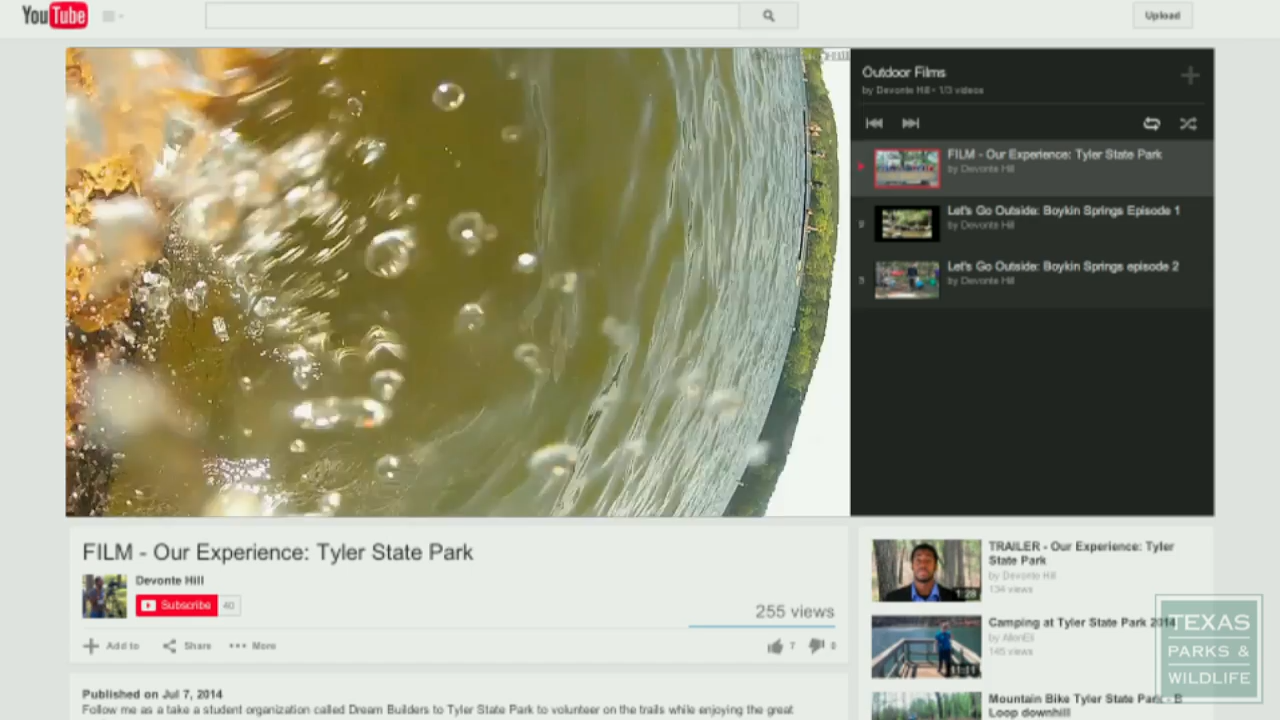 YouTube
Upload
Outdoor Films
by Devonte Hill • 1/3 videos
FILM - Our Experience: Tyler State Park
by Devonte Hill
2
Let's Go Outside: Boykin Springs Episode 1
by Devonte Hill
3
Let's Go Outside: Boykin Springs episode 2
by Devonte Hill
FILM - Our Experience: Tyler State Park
Devonte Hill
Subscribe 40
255 views
Add to Share More
7 0
Published on Jul 7, 2014
Follow me as a take a student organization called Dream Builders to Tyler State Park to volunteer on the trails while enjoying the great
TRAILER - Our Experience: Tyler
State Park
by Devonte Hill
134 views
1:28
Camping at Tyler State Park 2014
by AllenEli
145 views
Mountain Bike Tyler State Park - B
Loop downhill
TEXAS
PARKS &
WILDLIFE